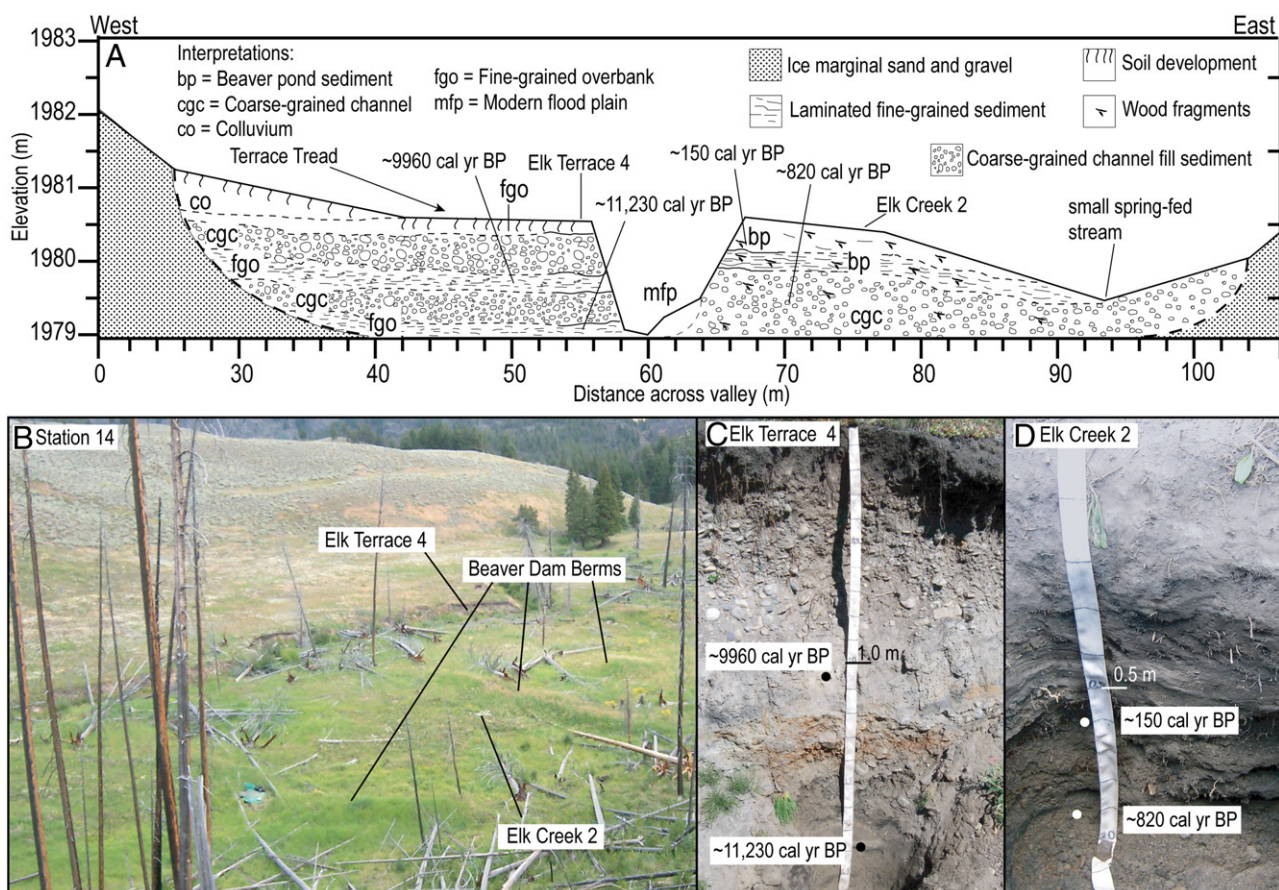 West
East
A
1983
1982
1981
1980
1979
Elevation (m)
Interpretations:
bp = Beaver pond sediment
cgc = Coarse-grained channel
co = Colluvium
fgo = Fine-grained overbank
mfp = Modern flood plain
Ice marginal sand and gravel
Soil development
Laminated fine-grained sediment
Wood fragments
Coarse-grained channel fill sediment
Terrace Tread
~9960 cal yr BP
Elk Terrace 4
fgo
~11,230 cal yr BP
~150 cal yr BP
~820 cal yr BP
Elk Creek 2
small spring-fed
stream
co
cgc
fgo
cgc
fgo
mfp
bp
bp
cgc
0
30
40
50
60
70
80
90
100
Distance across valley (m)
B Station 14
Elk Terrace 4
Beaver Dam Berms
Elk Creek 2
C Elk Terrace 4
1.0 m
~9960 cal yr BP
~11,230 cal yr BP
D Elk Creek 2
0.5 m
~150 cal yr BP
~820 cal yr BP